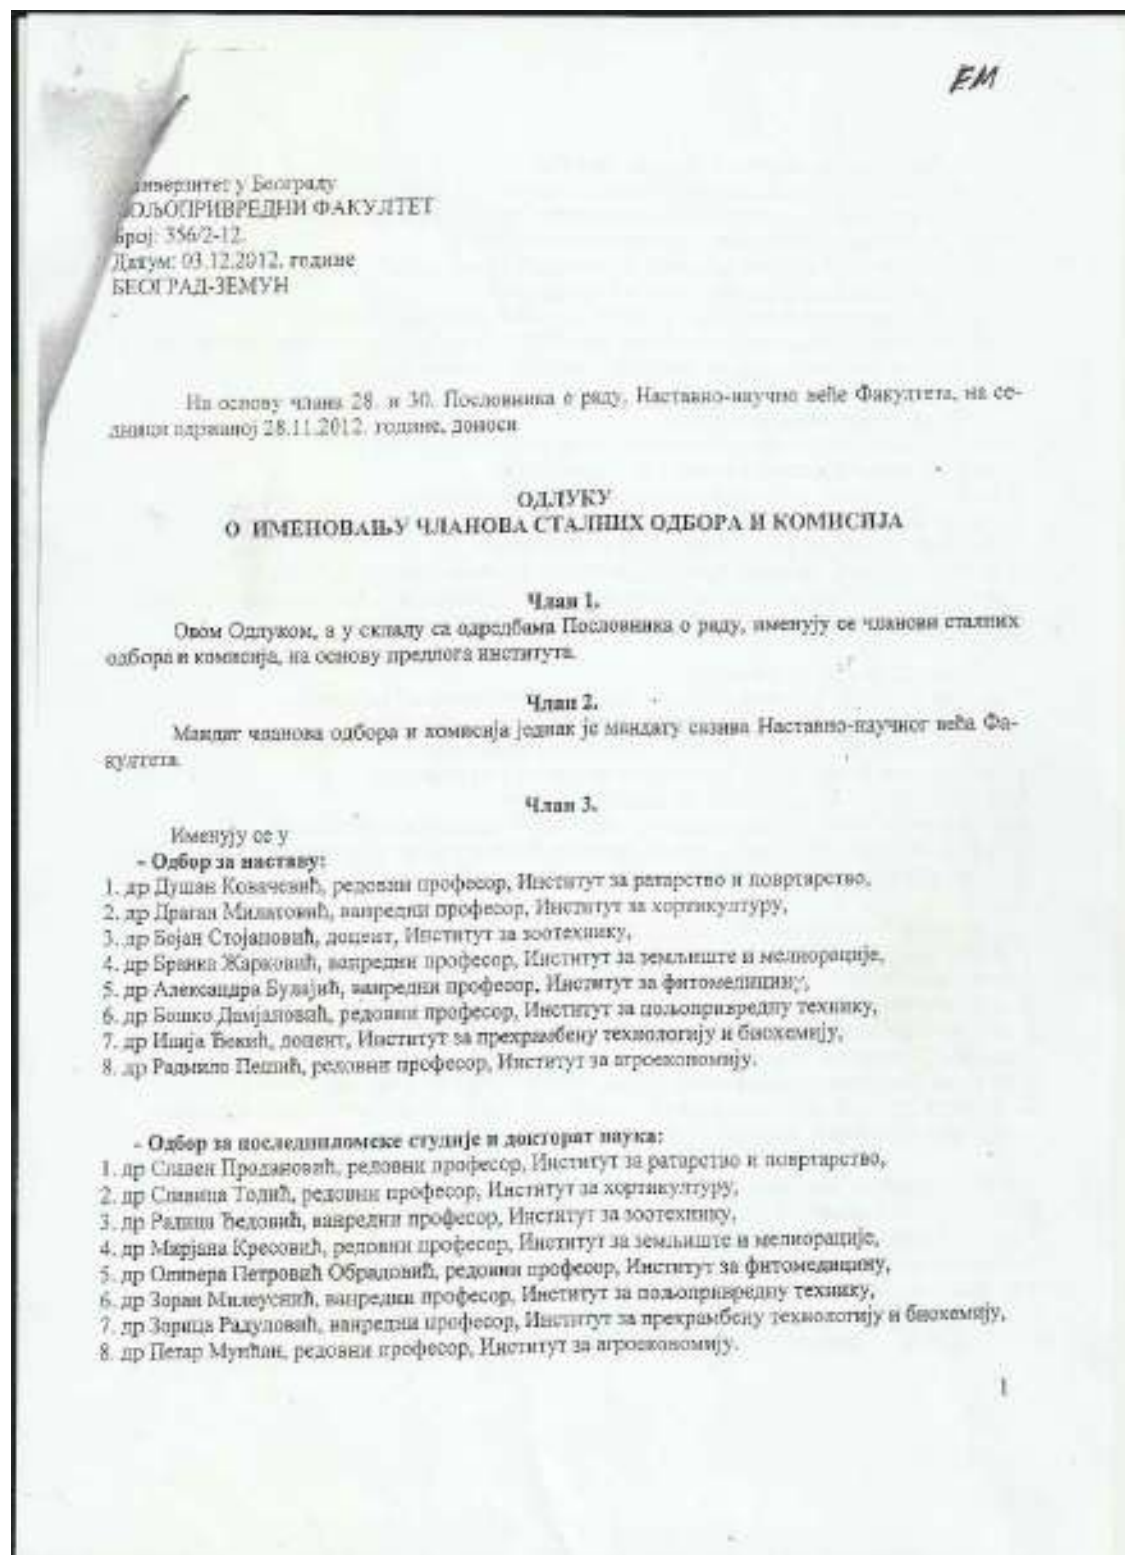 ЕМ
Универзитет у Београду
ПОЉОПРИВРЕДНИ ФАКУЛТЕТ
Број: 356/2-12.
Датум: 03.12.2012. године
БЕОГРАД-ЗЕМУН
На основу члана 28. и 30. Пословника о раду, Наставно-научно веће Факултета, на се-
дници одржаној 28.11.2012. године, доноси
ОДЛУКУ
О ИМЕНОВАЊУ ЧЛАНОВА СТАЛНИХ ОДБОРА И КОМИСИЈА
Члан 1.
Овом Одлуком, а у складу са одредбама Пословника о раду, именују се чланови сталних
одбора и комисија, на основу предлога института.
Члан 2.
Мандат чланова одбора и комисија једнак је мандату сазива Наставно-научног већа Фа-
култета.
Члан 3.
Именују се у
- Одбор за наставу:
1. др Душан Ковачевић, редовни професор, Институт за ратарство и повртарство,
2. др Драган Милатовић, ванредни професор, Институт за хортикултуру,
3. др Бојан Стојановић, доцент, Институт за зоотехнику,
4. др Бранка Жарковић, ванредни професор, Институт за земљиште и мелиорације,
5. др Александра Булајић, ванредни професор, Институт за фитомедицину,
6. др Бошко Дамјановић, редовни професор, Институт за пољопривредну технику,
7. др Илија Ђекић, доцент, Институт за прехрамбену технологију и биохемију,
8. др Радмило Пешић, редовни професор, Институт за агроекономију.
- Одбор за последипломске студије и докторат наука:
1. др Славен Продановић, редовни професор, Институт за ратарство и повртарство,
2. др Славица Тодић, редовни професор, Институт за хортикултуру,
3. др Радица Ђедовић, ванредни професор, Институт за зоотехнику,
4. др Мирјана Кресовић, редовни професор, Институт за земљиште и мелиорације,
5. др Оливера Петровић Обрадовић, редовни професор, Институт за фитомедицину,
6. др Зоран Милеуснић, ванредни професор, Институт за пољопривредну технику,
7. др Зорица Радуловић, ванредни професор, Институт за прехрамбену технологију и биохемију,
8. др Петар Мунћан, редовни професор, Институт за агроекономију.
1